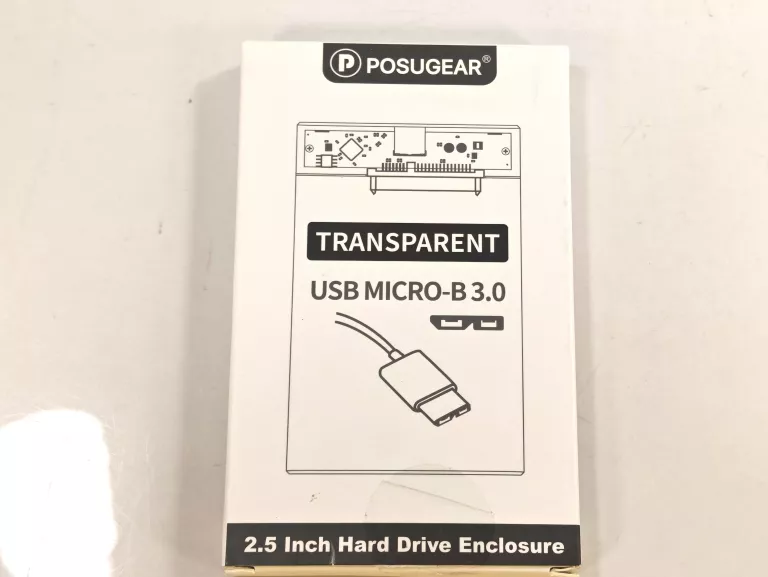 POSUGEAR®
TRANSPARENT
USB MICRO-B 3.0
2.5 Inch Hard Drive Enclosure